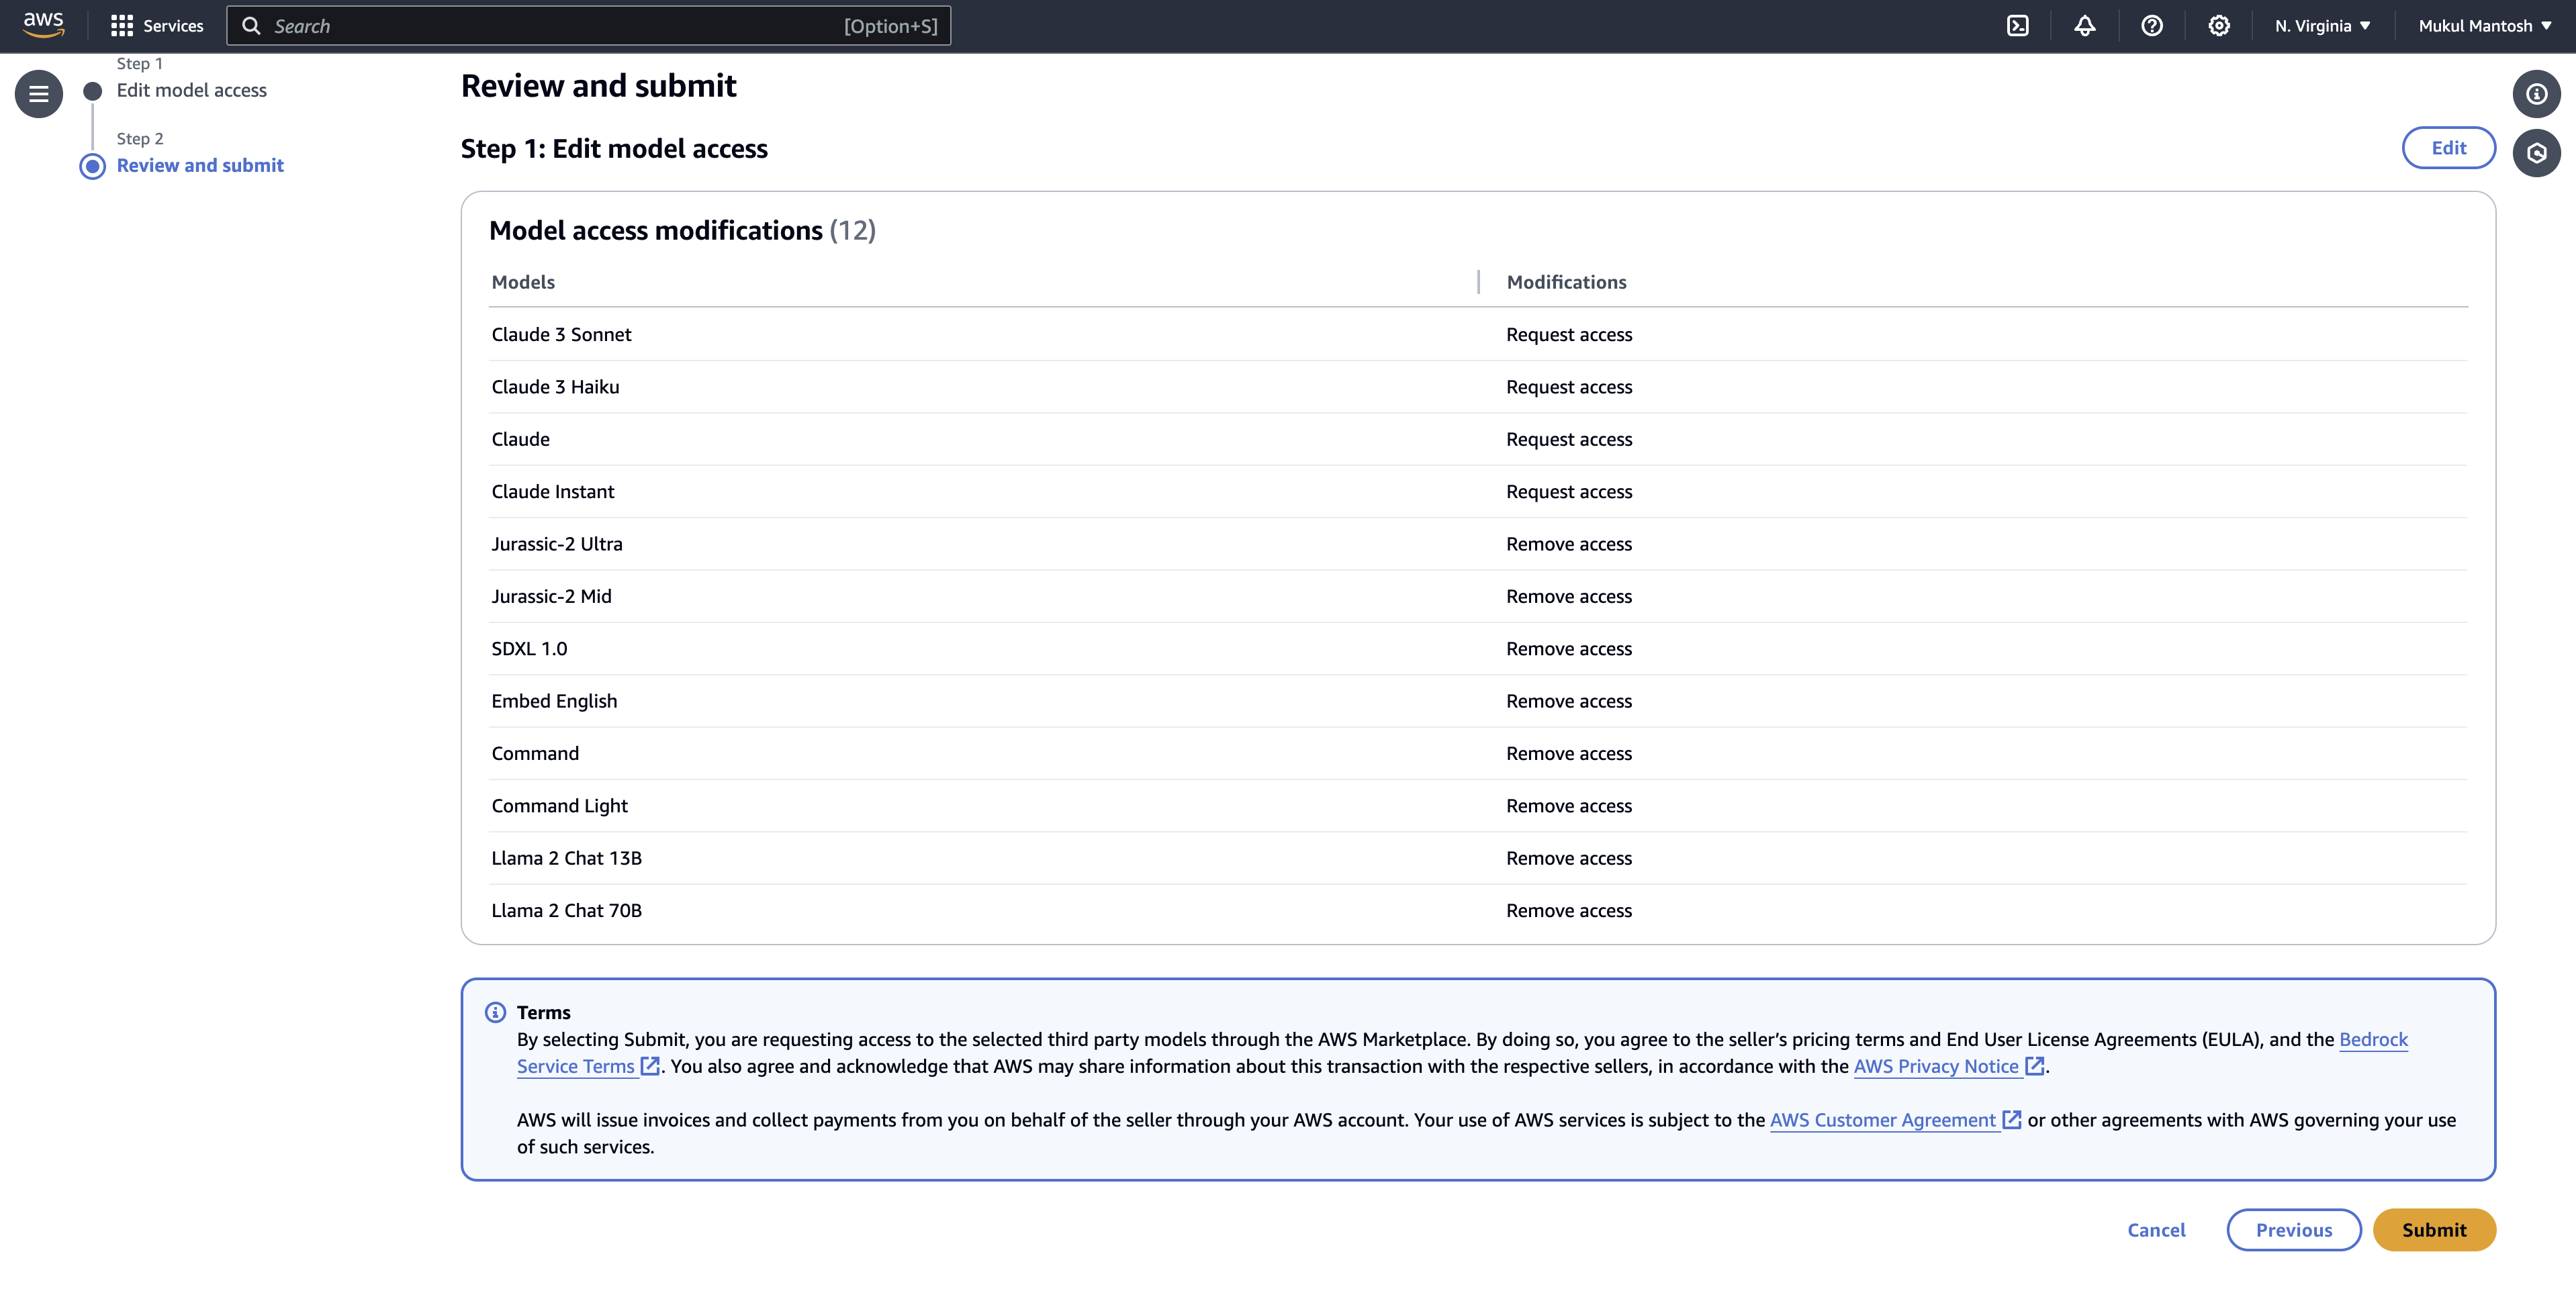 aws
Services
Search
[Option+S]
N. Virginia
Mukul Mantosh
Step 1
Edit model access
Step 2
Review and submit
Review and submit
Step 1: Edit model access
Edit
Model access modifications (12)
Models Modifications
Claude 3 Sonnet Request access
Claude 3 Haiku Request access
Claude Request access
Claude Instant Request access
Jurassic-2 Ultra Remove access
Jurassic-2 Mid Remove access
SDXL 1.0 Remove access
Embed English Remove access
Command Remove access
Command Light Remove access
Llama 2 Chat 13B Remove access
Llama 2 Chat 70B Remove access
Terms
By selecting Submit, you are requesting access to the selected third party models through the AWS Marketplace. By doing so, you agree to the seller’s pricing terms and End User License Agreements (EULA), and the Bedrock
Service Terms. You also agree and acknowledge that AWS may share information about this transaction with the respective sellers, in accordance with the AWS Privacy Notice.
AWS will issue invoices and collect payments from you on behalf of the seller through your AWS account. Your use of AWS services is subject to the AWS Customer Agreement or other agreements with AWS governing your use
of such services.
Cancel
Previous
Submit